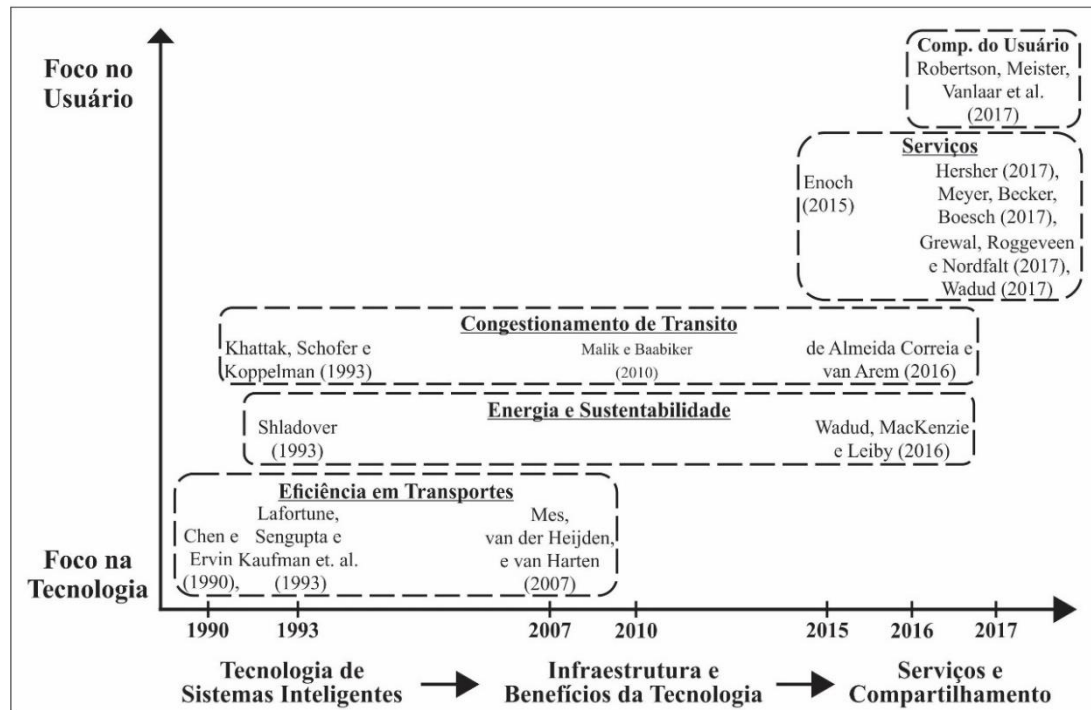 Foco no
Usuário
Comp. do Usuário
Robertson, Meister,
Vanlaar et al.
(2017)
Serviços
Enoch
(2015)
Hersher (2017),
Meyer, Becker,
Boesch (2017),
Grewal, Roggeveen
e Nordfalt (2017),
Wadud
(2017)
Congestionamento de Transito
Khattak, Schofer e
Koppelman (1993)
Malik e Baabiker
(2010)
de Almeida Correia e
van Arem (2016)
Energia e Sustentabilidade
Shladover
(1993)
Wadud, MacKenzie
e Leiby (2016)
Eficiência em Transportes
Chen e
Ervin
(1990),
Lafortune,
Sengupta e
Kaufman et. al.
(1993)
Mes,
van der Heijden,
e van Harten
(2007)
Foco na
Tecnologia
1990
1993
2007
2010
2015
2016
2017
Tecnologia de
Sistemas Inteligentes
Infraestrutura e
Benefícios da Tecnologia
Serviços e
Compartilhamento